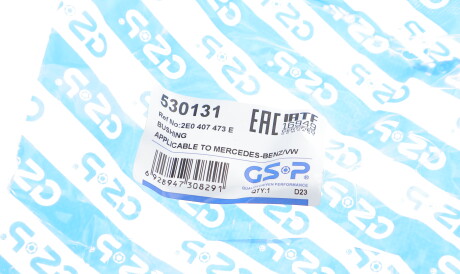 530131
Ref No:2E0 407 473 E
BUSHING
APPLICABLE TO MERCEDES-BENZ/VW
EAC
IATF
16949
6 928947 308291
GSP
QTY:1
D23